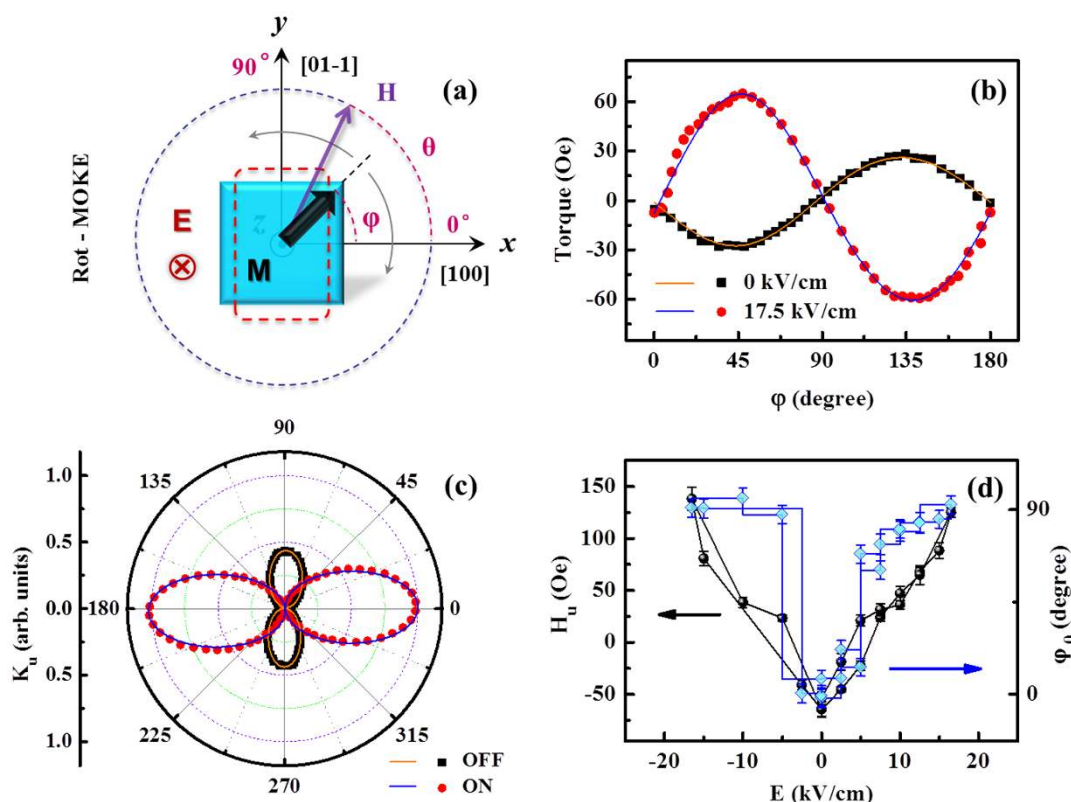 (a)
y
90°
[01-1]
H
θ
Rot - MOKE
E
z
φ
0°
x
M
[100]
(b)
Torque (Oe)
60
30
0
-30
-60
0 kV/cm
17.5 kV/cm
0 45 90 135 180
φ (degree)
(c)
90
135 45
180 0
225 315
270
K_u (arb. units)
1.0
0.5
0.0
0.5
1.0
OFF
ON
(d)
H_u (Oe)
150
100
50
0
-50
90
0
φ_0 (degree)
-20 -10 0 10 20
E (kV/cm)